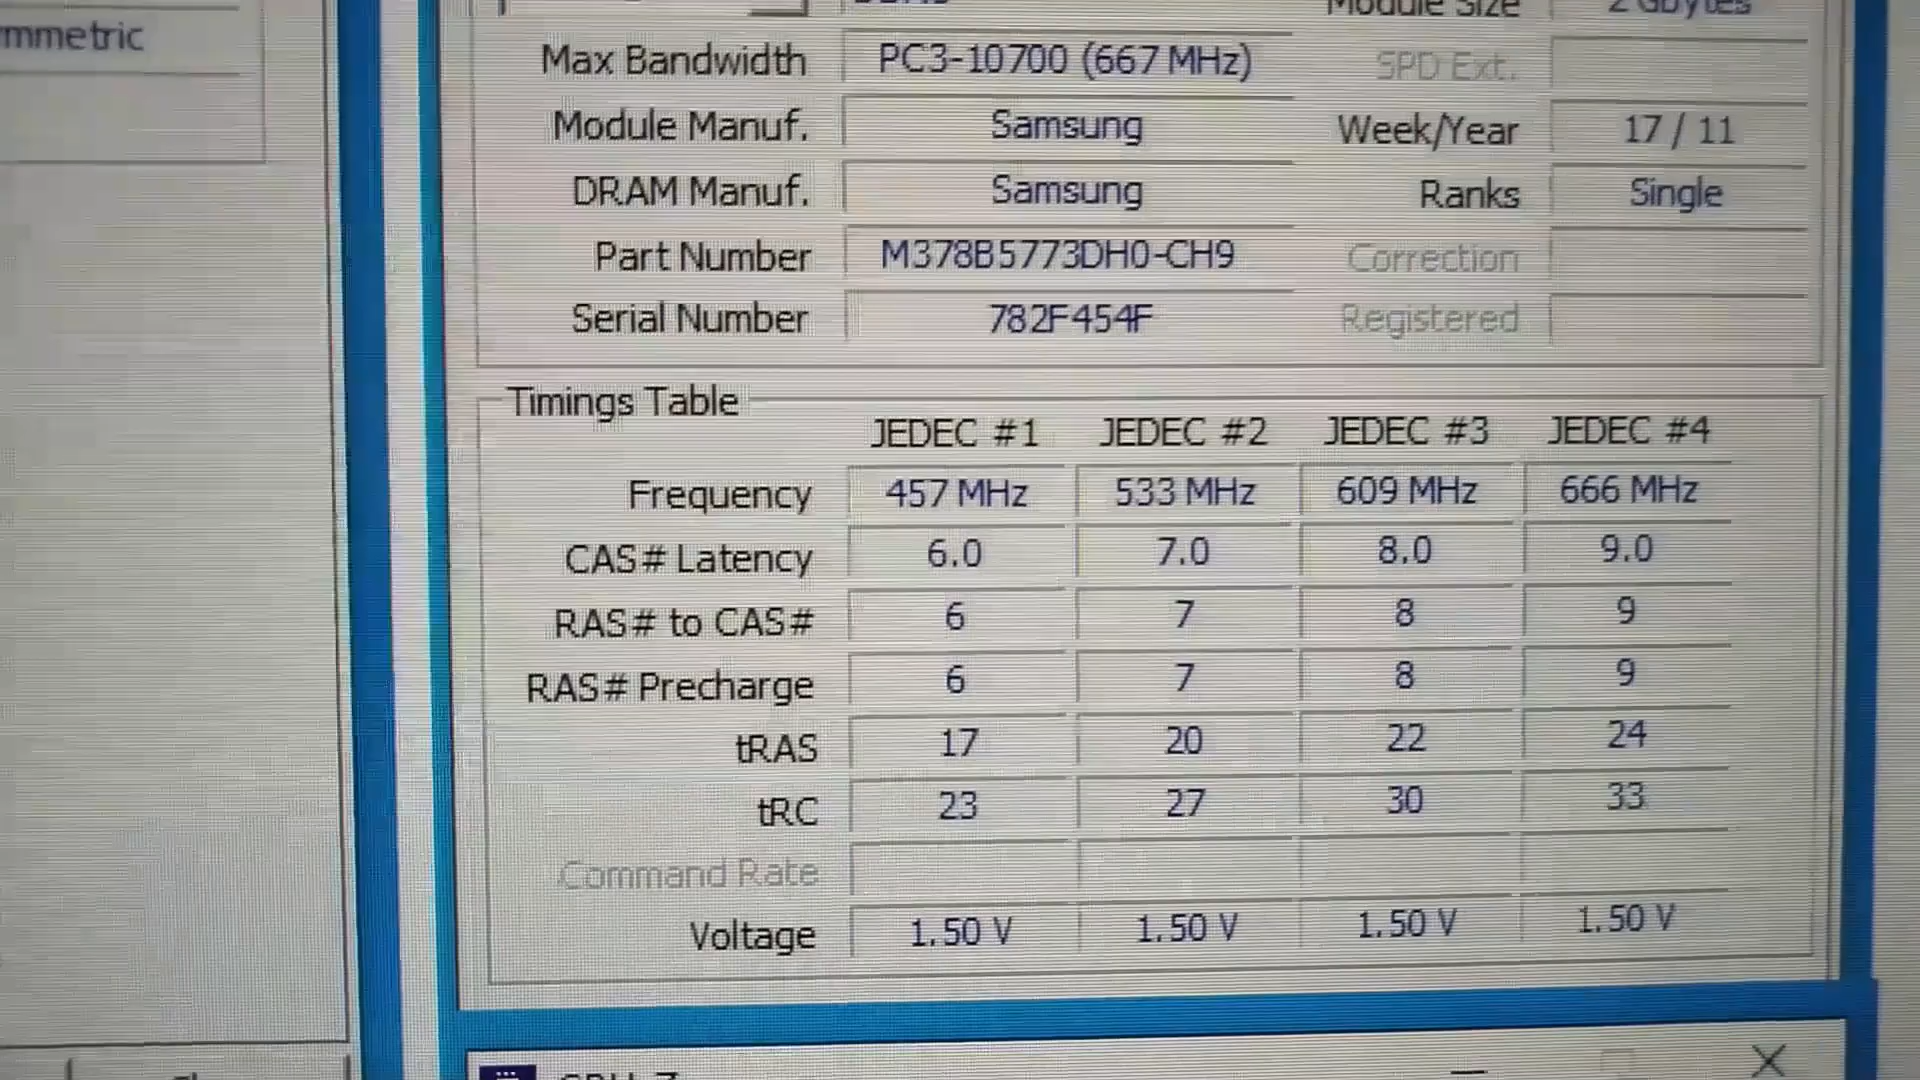 mmetric
Module Size 2 GBytes
Max Bandwidth PC3-10700 (667 MHz) SPD Ext.
Module Manuf. Samsung Week/Year 17 / 11
DRAM Manuf. Samsung Ranks Single
Part Number M378B5773DH0-CH9 Correction
Serial Number 782F454F Registered
Timings Table
JEDEC #1 JEDEC #2 JEDEC #3 JEDEC #4
Frequency 457 MHz 533 MHz 609 MHz 666 MHz
CAS# Latency 6.0 7.0 8.0 9.0
RAS# to CAS# 6 7 8 9
RAS# Precharge 6 7 8 9
tRAS 17 20 22 24
tRC 23 27 30 33
Command Rate
Voltage 1.50 V 1.50 V 1.50 V 1.50 V